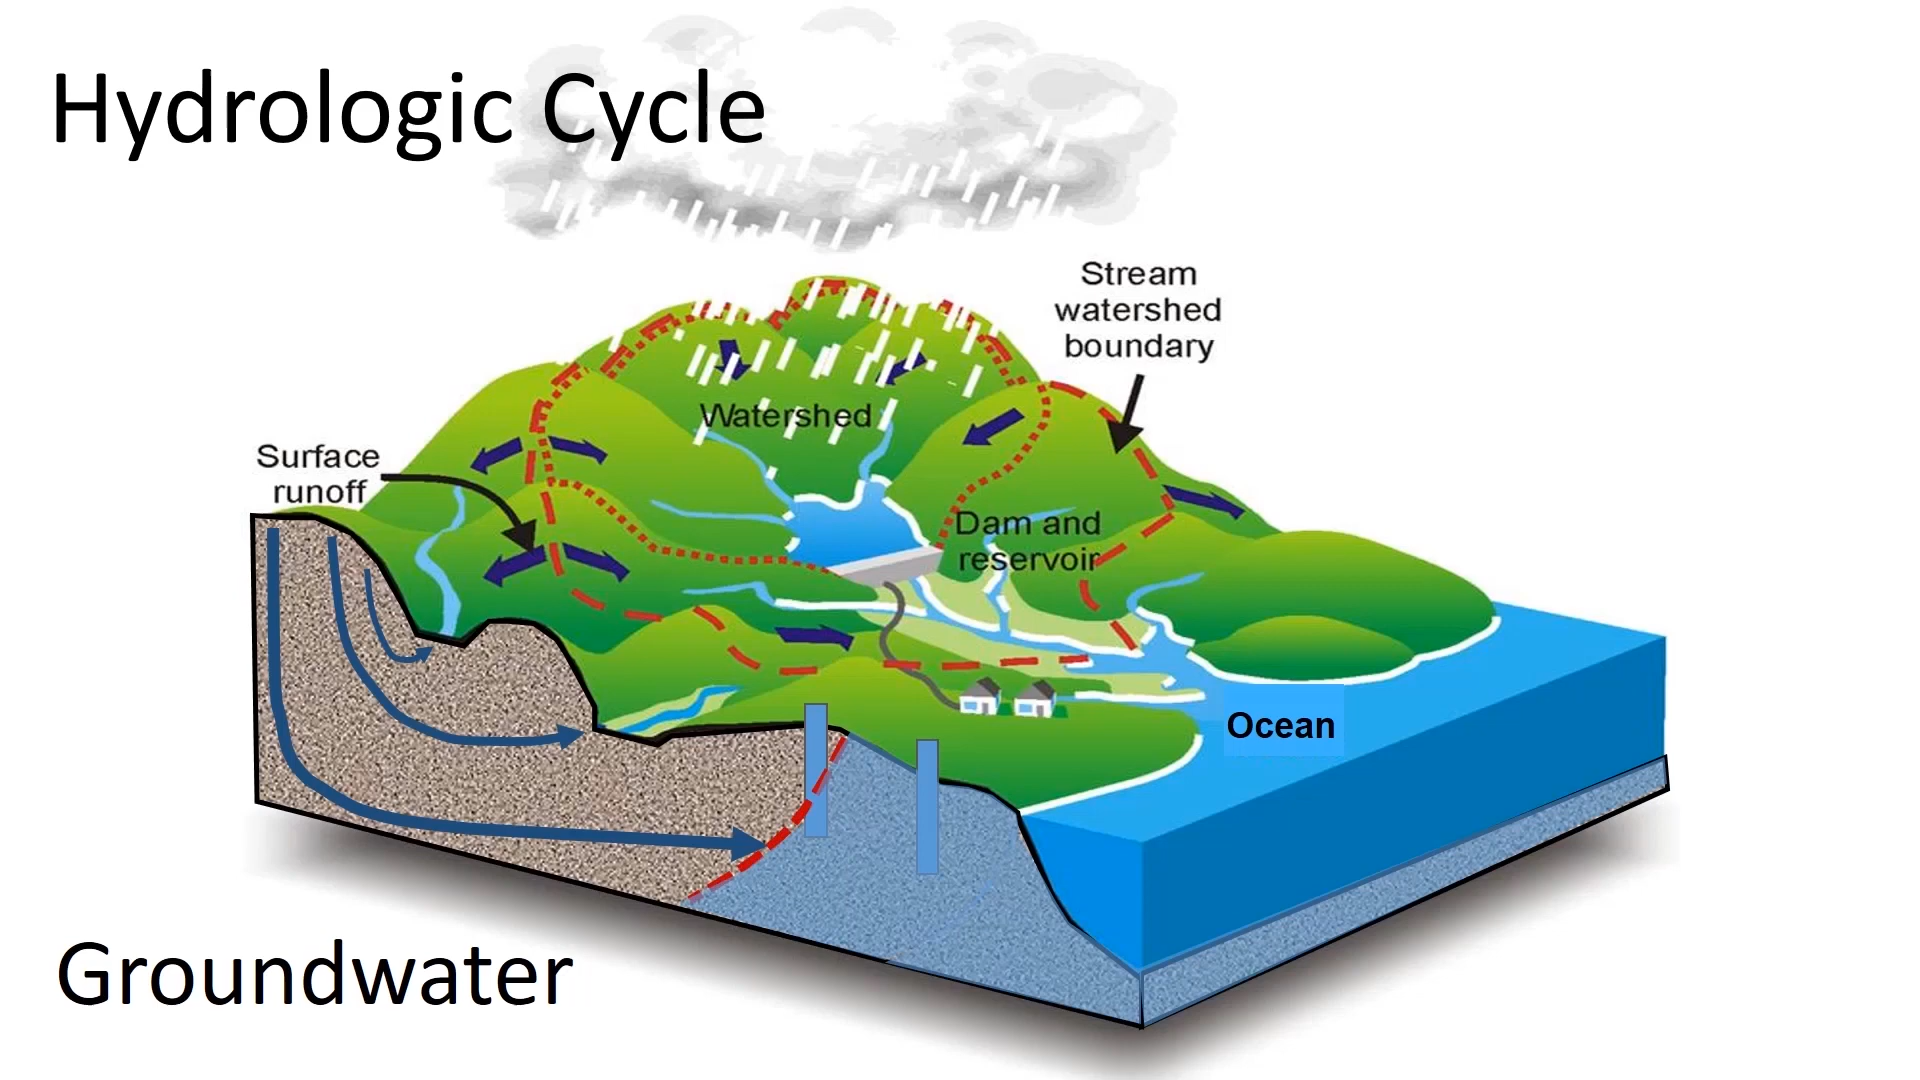 Hydrologic Cycle
Stream
watershed
boundary
Watershed
Surface
runoff
Dam and
reservoir
Ocean
Groundwater